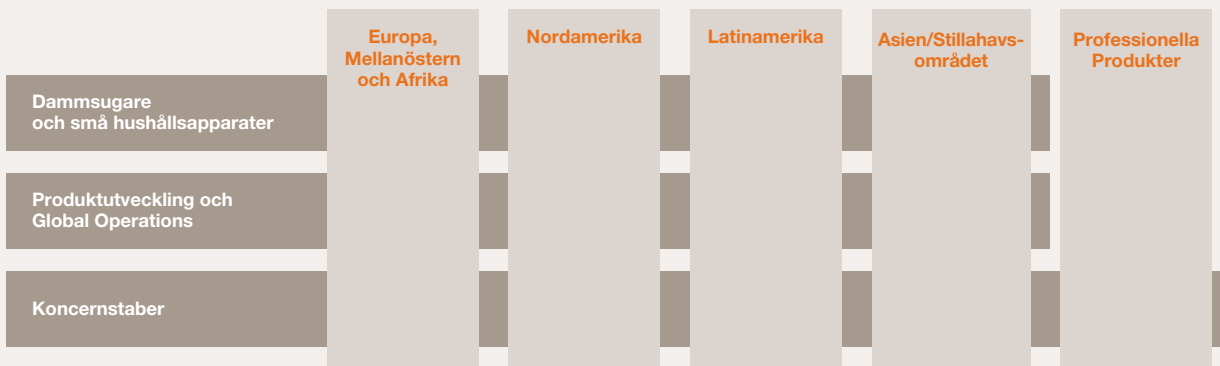 Europa,
Mellanöstern
och Afrika
Nordamerika
Latinamerika
Asien/Stillahavs-
området
Professionella
Produkter
Dammsugare
och små hushållsapparater
Produktutveckling och
Global Operations
Koncernstaber